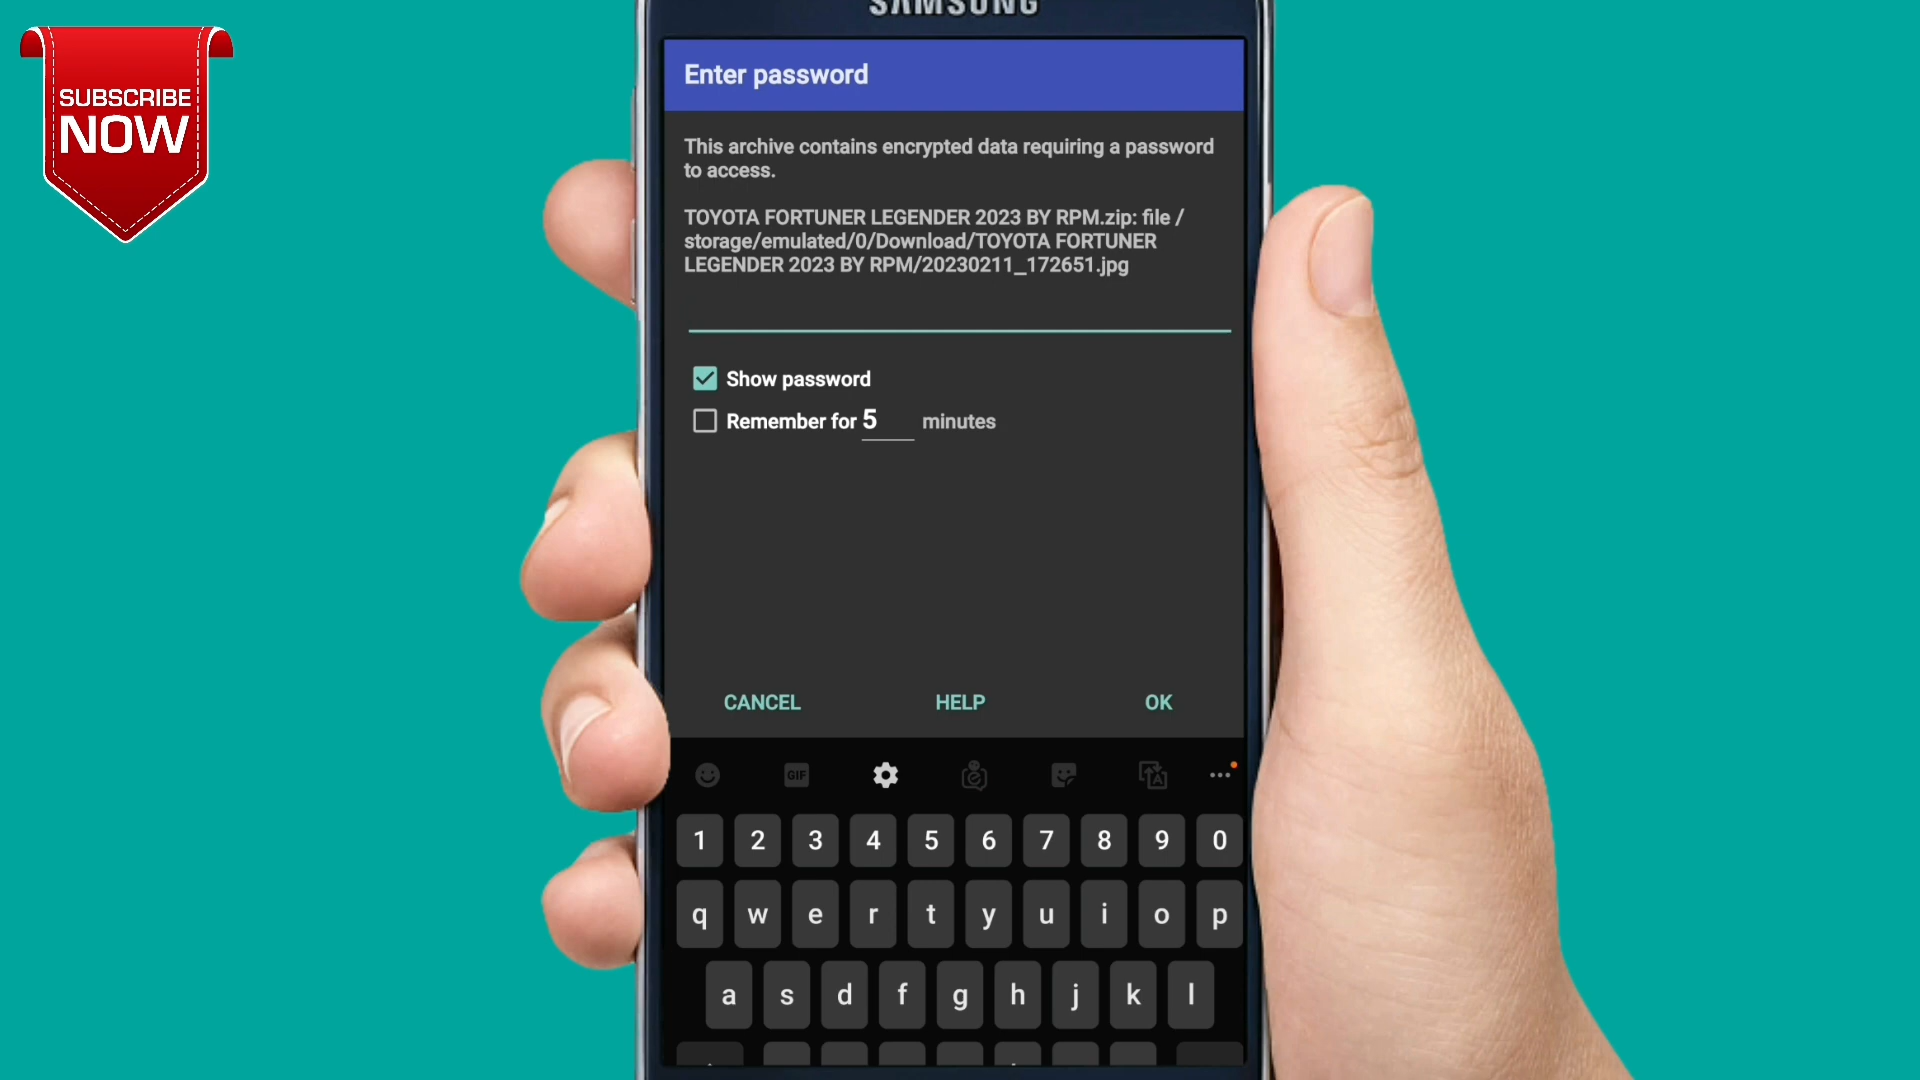 SUBSCRIBE
NOW
SAMSUNG
Enter password
This archive contains encrypted data requiring a password
to access.
TOYOTA FORTUNER LEGENDER 2023 BY RPM.zip: file /
storage/emulated/0/Download/TOYOTA FORTUNER
LEGENDER 2023 BY RPM/20230211_172651.jpg
Show password
Remember for 5 minutes
CANCEL HELP OK
GIF
1 2 3 4 5 6 7 8 9 0
q w e r t y u i o p
a s d f g h j k l